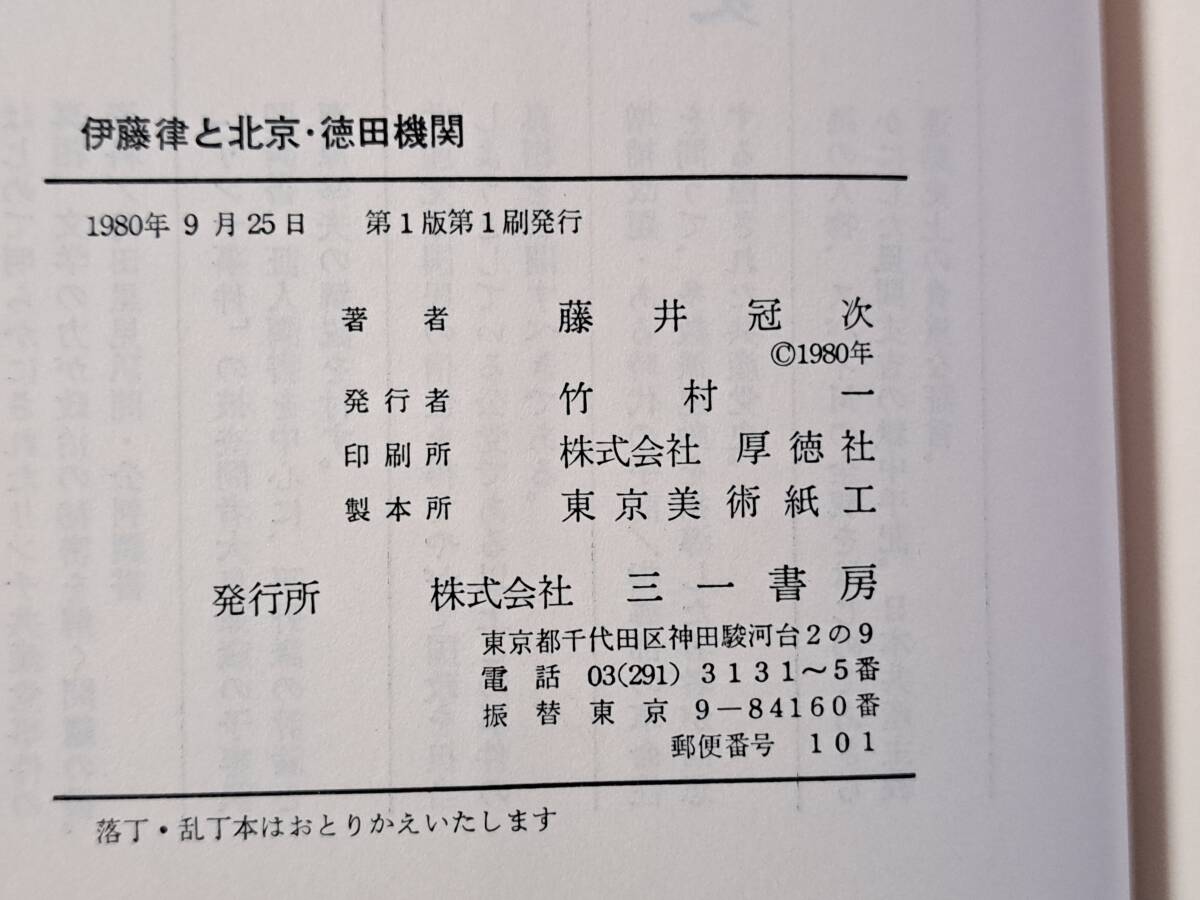 伊藤律と北京・徳田機関
1980年9月25日 第1版第1刷発行
著者 藤井冠次
©1980年
発行者 竹村一
印刷所 株式会社 厚徳社
製本所 東京美術紙工
発行所 株式会社 三一書房
東京都千代田区神田駿河台2の9
電話 03(291)3131～5番
振替東京 9－84160番
郵便番号 101
落丁・乱丁本はおとりかえいたします